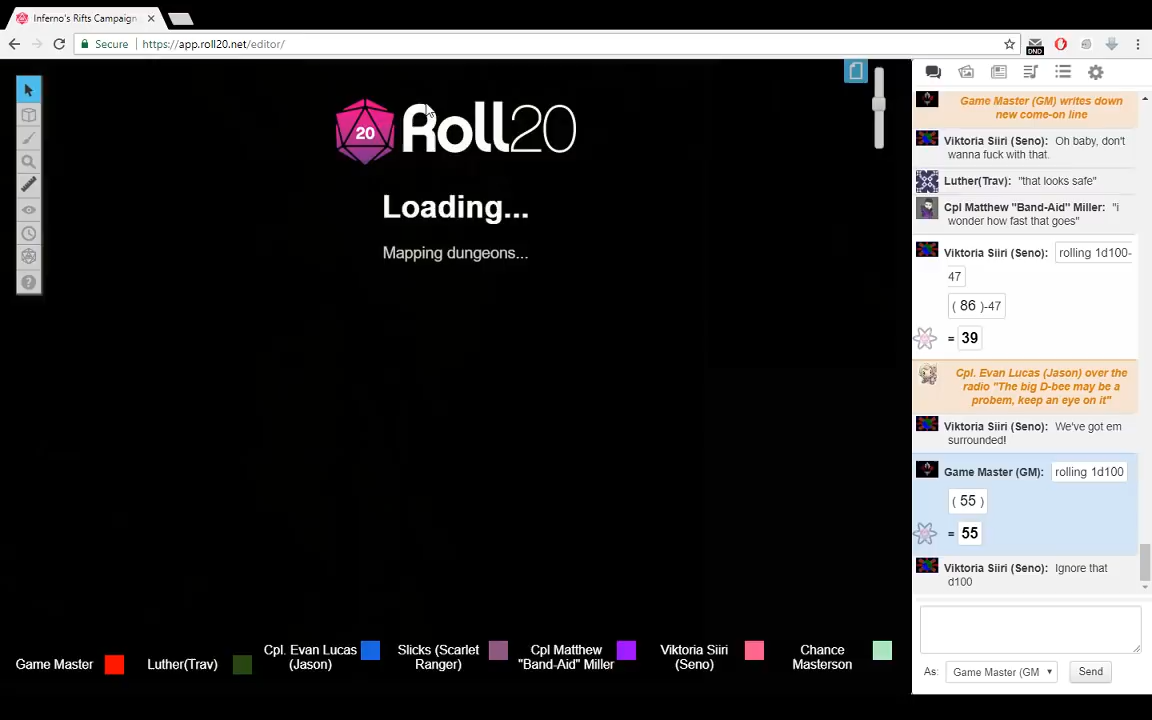 Inferno's Rifts Campaign
Secure https://app.roll20.net/editor/
DND
20 Roll20
Loading...
Mapping dungeons...
Game Master (GM) writes down
new come-on line
Viktoria Siiri (Seno): Oh baby, don't
wanna fuck with that.
Luther(Trav): "that looks safe"
Cpl Matthew "Band-Aid" Miller: "i
wonder how fast that goes"
Viktoria Siiri (Seno): rolling 1d100-
47
( 86 )-47
= 39
Cpl. Evan Lucas (Jason) over the
radio "The big D-bee may be a
probem, keep an eye on it"
Viktoria Siiri (Seno): We've got em
surrounded!
Game Master (GM): rolling 1d100
( 55 )
= 55
Viktoria Siiri (Seno): Ignore that
d100
As: Game Master (GM Send
Game Master
Luther(Trav)
Cpl. Evan Lucas
(Jason)
Slicks (Scarlet
Ranger)
Cpl Matthew
"Band-Aid" Miller
Viktoria Siiri
(Seno)
Chance
Masterson